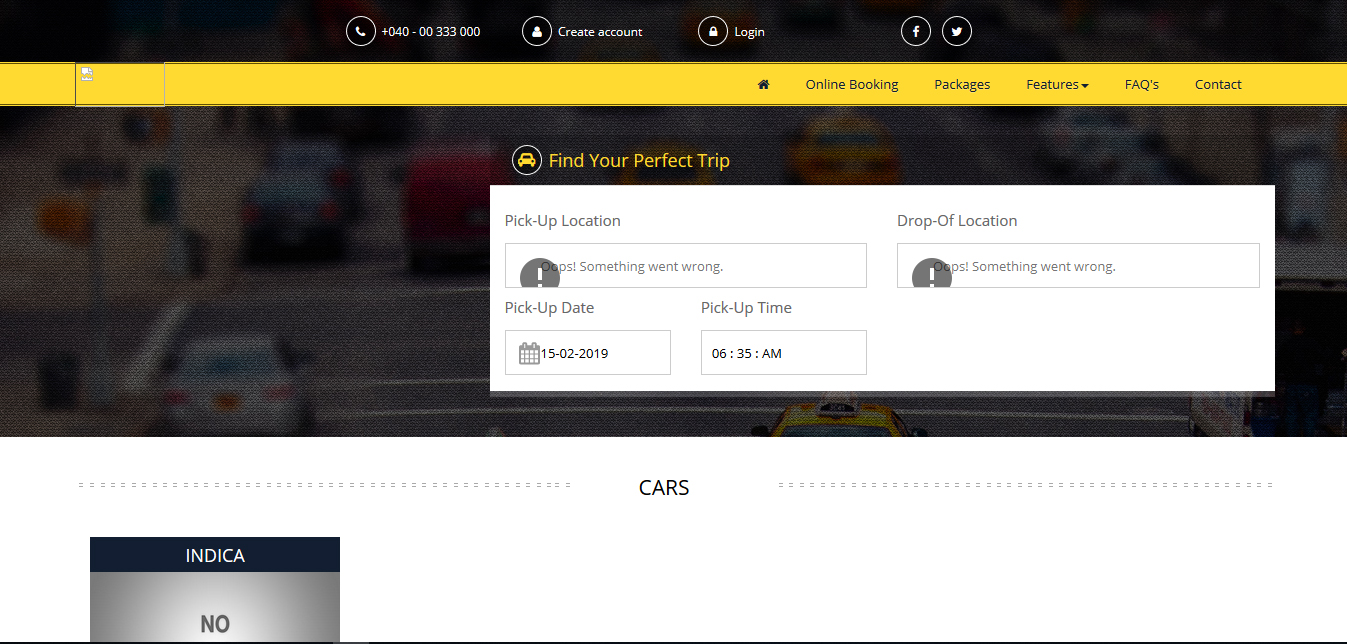 +040 - 00 333 000
Create account
Login
Online Booking
Packages
Features
FAQ's
Contact
Find Your Perfect Trip
Pick-Up Location
Drop-Of Location
Oops! Something went wrong.
Oops! Something went wrong.
Pick-Up Date
Pick-Up Time
15-02-2019
06 : 35 : AM
CARS
INDICA
NO